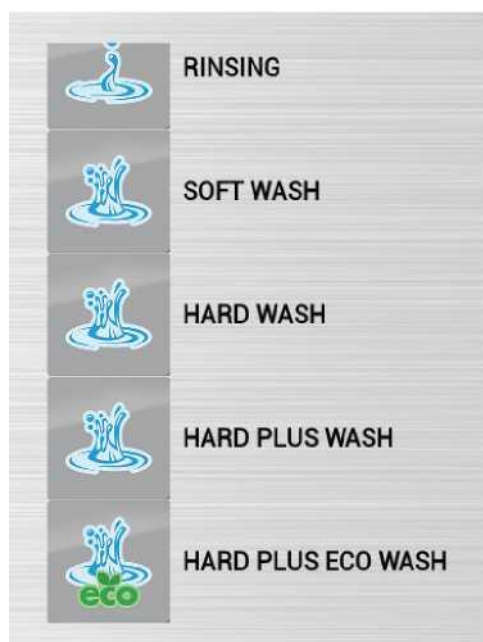 RINSING
SOFT WASH
HARD WASH
HARD PLUS WASH
HARD PLUS ECO WASH
eco